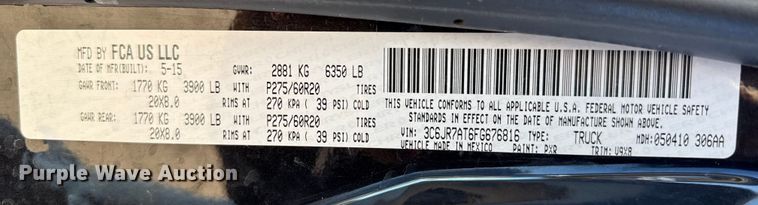 MFD BY FCA US LLC
DATE OF MFR(BUILT): 5-15 GVWR: 2881 KG 6350 LB
GAWR FRONT: 1770 KG 3900 LB WITH P275/60R20 TIRES
20X8.0 RIMS AT 270 KPA ( 39 PSI) COLD
GAWR REAR: 1770 KG 3900 LB WITH P275/60R20 TIRES
20X8.0 RIMS AT 270 KPA ( 39 PSI) COLD
THIS VEHICLE CONFORMS TO ALL APPLICABLE U.S.A. FEDERAL MOTOR VEHICLE SAFETY
STANDARDS IN EFFECT ON THE DATE OF MANUFACTURE SHOWN ABOVE.
VIN: 3C6JR7AT6FG676816 TYPE: TRUCK MDH: 050410 306AA
VEHICLE MADE IN MEXICO PAINT: PXR TRIM: V9X8
Purple Wave Auction